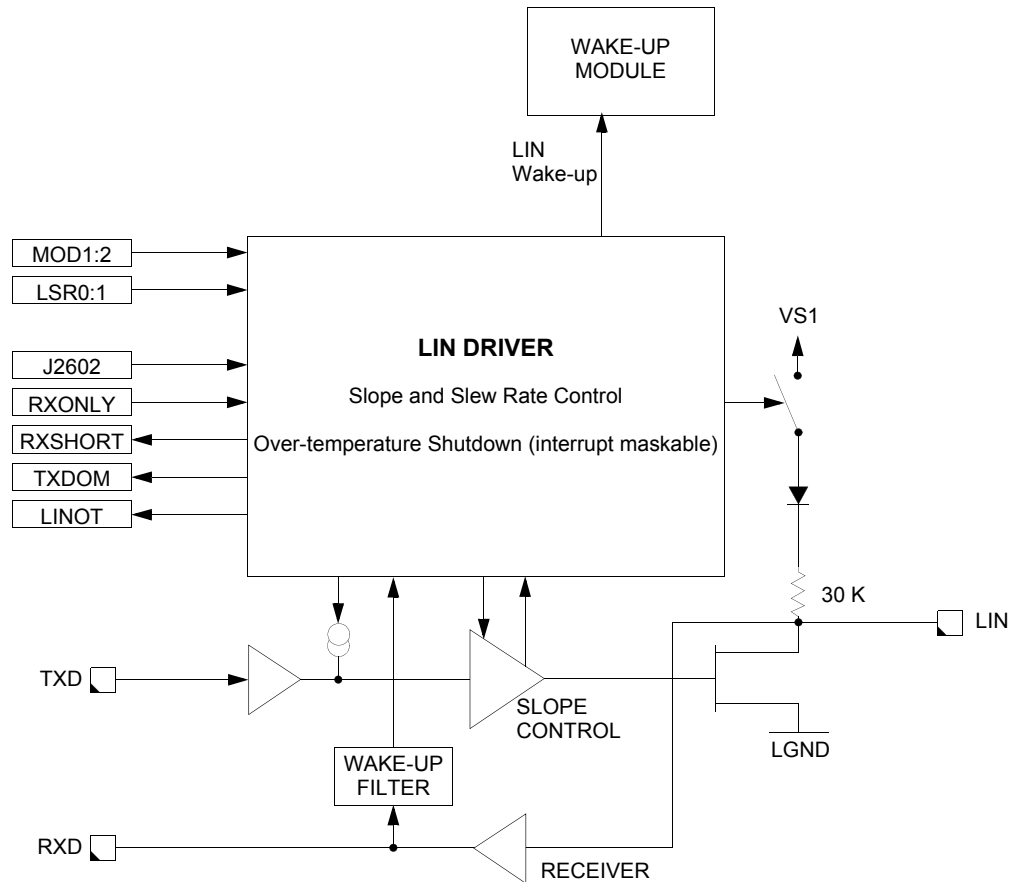 WAKE-UP
MODULE
LIN
Wake-up
MOD1:2
LSR0:1
VS1
LIN DRIVER
J2602
Slope and Slew Rate Control
RXONLY
RXSHORT
Over-temperature Shutdown (interrupt maskable)
TXDOM
LINOT
30 K
LIN
TXD
SLOPE
CONTROL
LGND
WAKE-UP
FILTER
RXD
RECEIVER